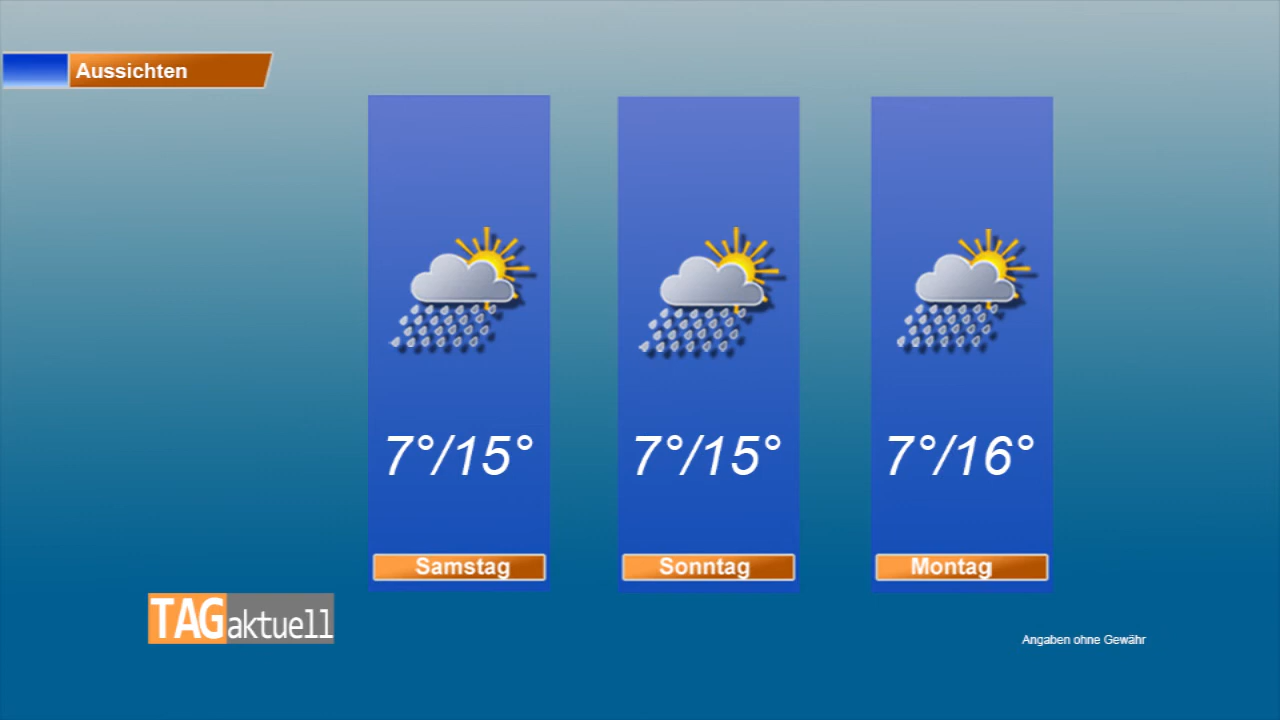 Aussichten
7°/15°
7°/15°
7°/16°
Samstag
Sonntag
Montag
TAGaktuell
Angaben ohne Gewähr